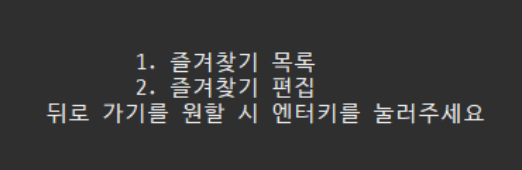 1. 즐겨찾기 목록
2. 즐겨찾기 편집
뒤로 가기를 원할 시 엔터키를 눌러주세요